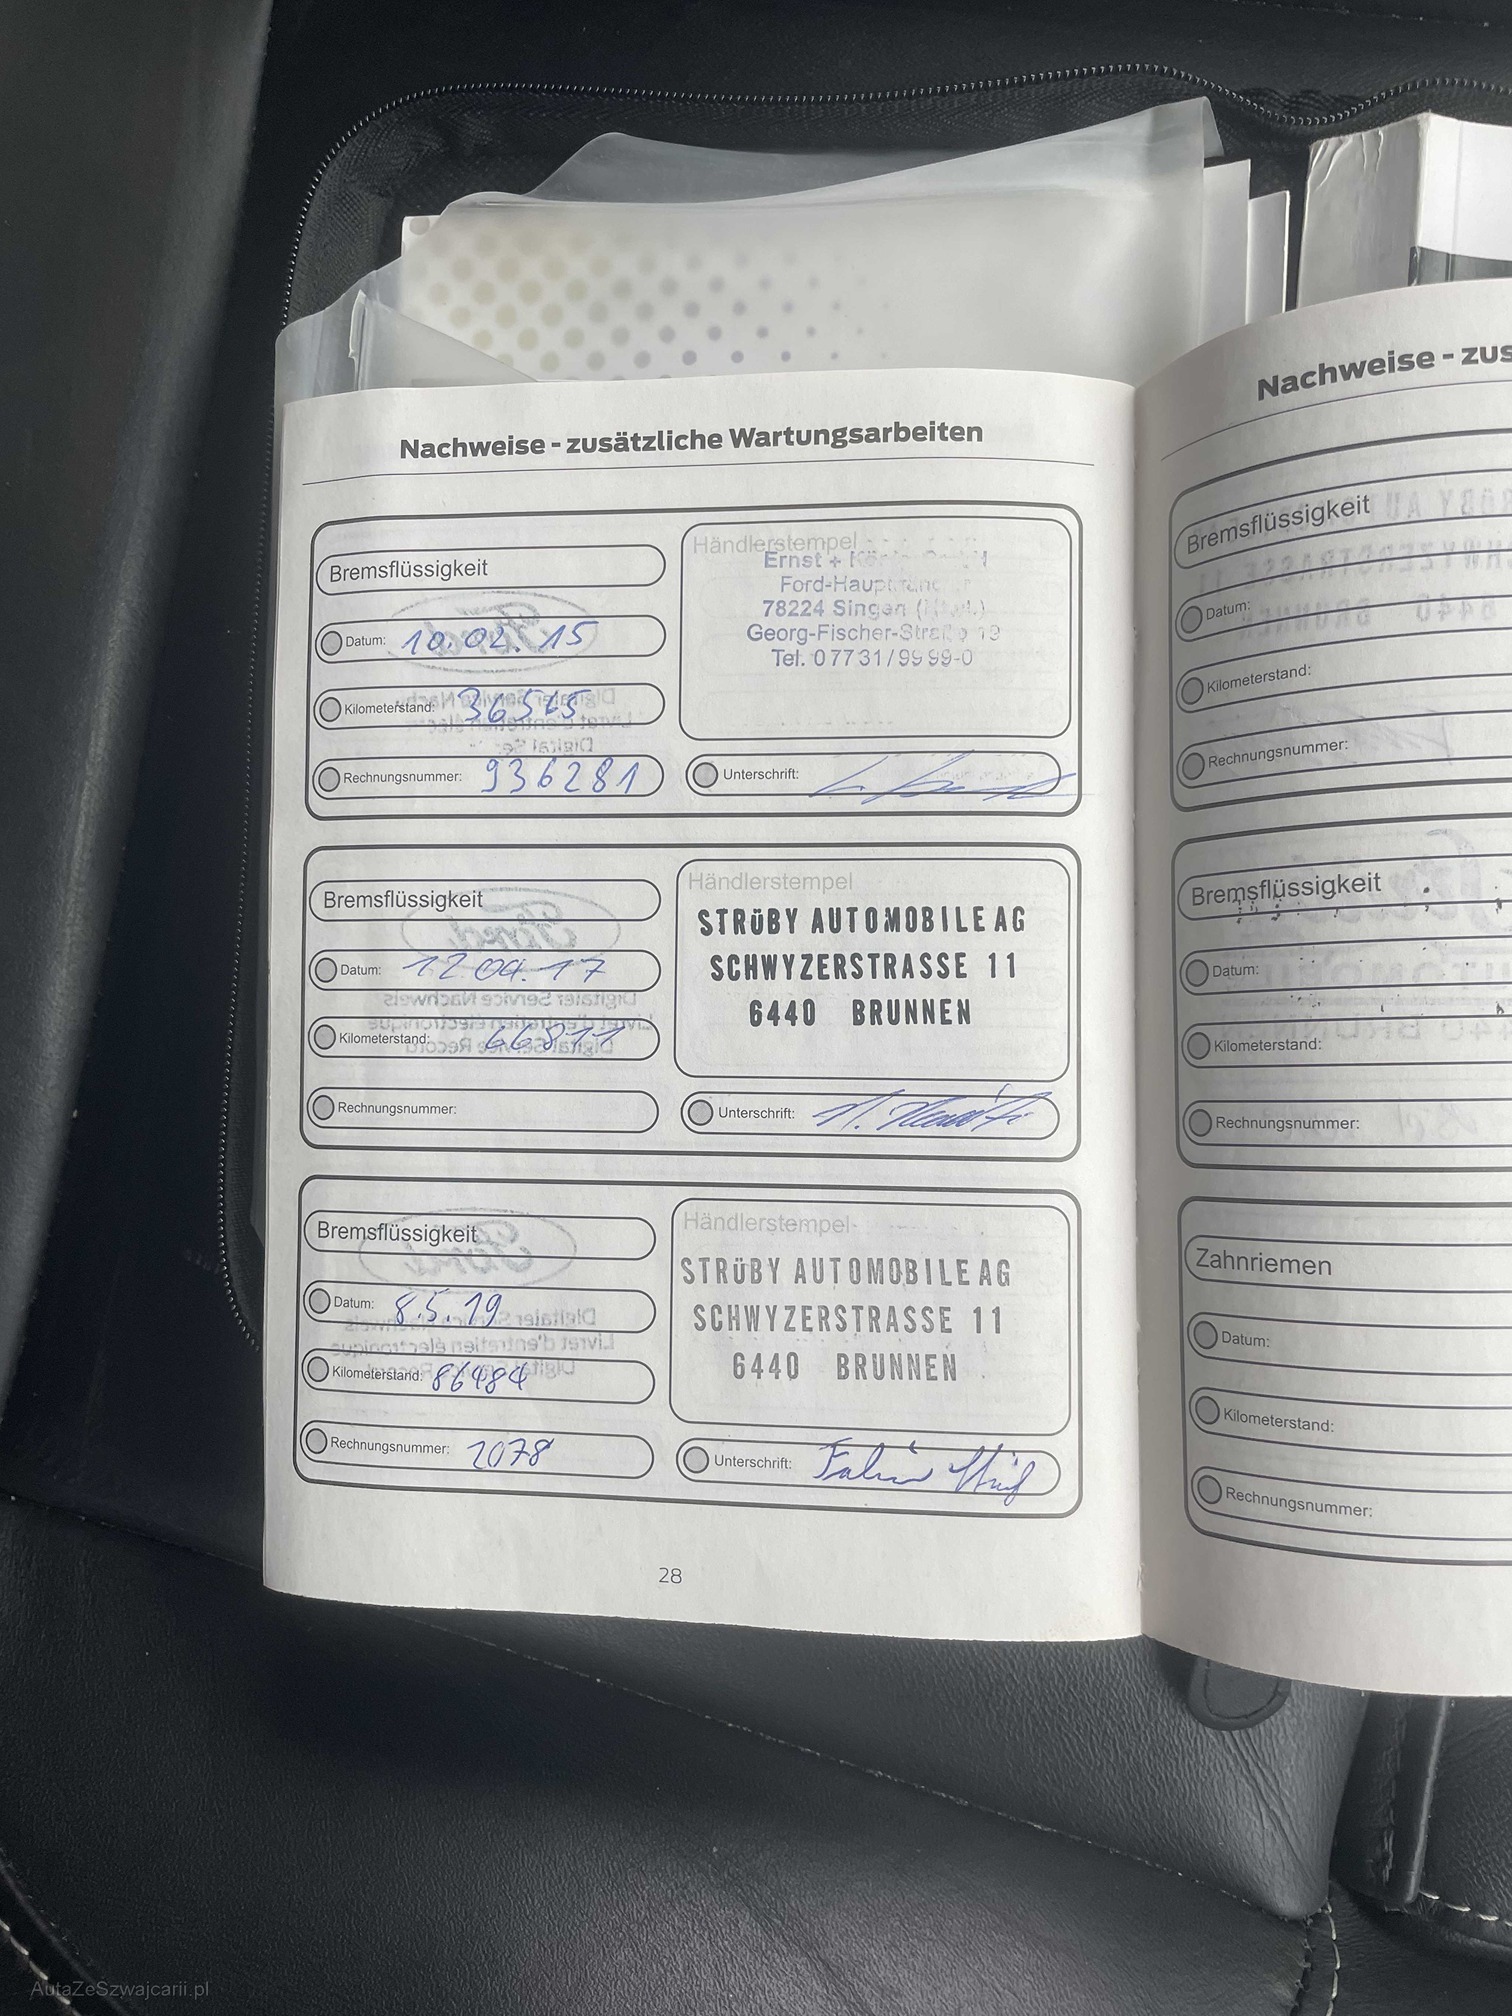 Nachweise - zusätzliche Wartungsarbeiten
Bremsflüssigkeit
Datum: 10.02.15
Kilometerstand: 36515
Rechnungsnummer: 936281
Händlerstempel
Ernst +
Ford-Haupt
78224 Singen
Georg-Fischer-Straße 19
Tel. 07731/9999-0
Unterschrift:
Bremsflüssigkeit
Datum: 12.04.17
Kilometerstand: 66811
Rechnungsnummer:
Händlerstempel
STRÜBY AUTOMOBILE AG
SCHWYZERSTRASSE 11
6440 BRUNNEN
Unterschrift:
Bremsflüssigkeit
Datum: 8.5.19
Kilometerstand: 86484
Rechnungsnummer: 2078
Händlerstempel
STRÜBY AUTOMOBILE AG
SCHWYZERSTRASSE 11
6440 BRUNNEN
Unterschrift:
28
Nachweise - zus
Bremsflüssigkeit
Datum:
Kilometerstand:
Rechnungsnummer:
Bremsflüssigkeit
Datum:
Kilometerstand:
Rechnungsnummer:
Zahnriemen
Datum:
Kilometerstand:
Rechnungsnummer:
AutaZeSzwajcarii.pl